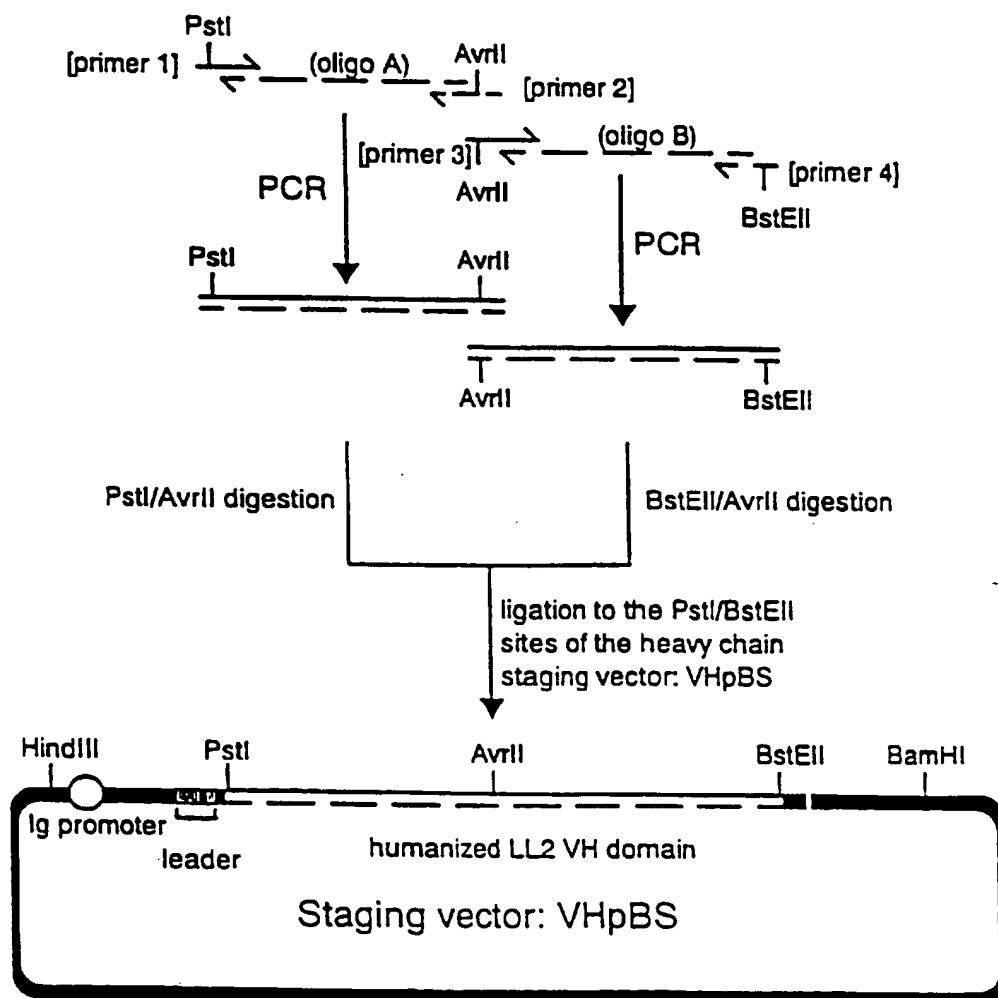 PstI
[primer 1]
(oligo A)
AvrII
[primer 2]
[primer 3]
(oligo B)
[primer 4]
AvrII
BstEII
PCR
PCR
PstI
AvrII
AvrII
BstEII
PstI/AvrII digestion
BstEII/AvrII digestion
ligation to the PstI/BstEII
sites of the heavy chain
staging vector: VHpBS
HindIII
PstI
AvrII
BstEII
BamHI
Ig promoter
leader
humanized LL2 VH domain
Staging vector: VHpBS